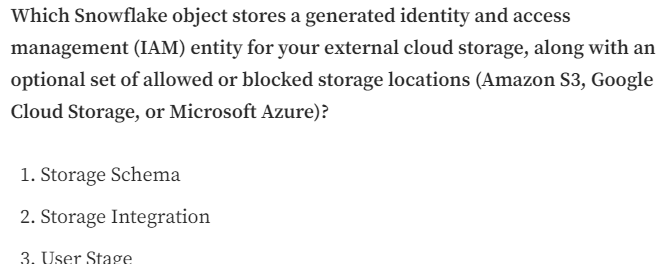 Which Snowflake object stores a generated identity and access
management (IAM) entity for your external cloud storage, along with an
optional set of allowed or blocked storage locations (Amazon S3, Google
Cloud Storage, or Microsoft Azure)?
1. Storage Schema
2. Storage Integration
3. User Stage